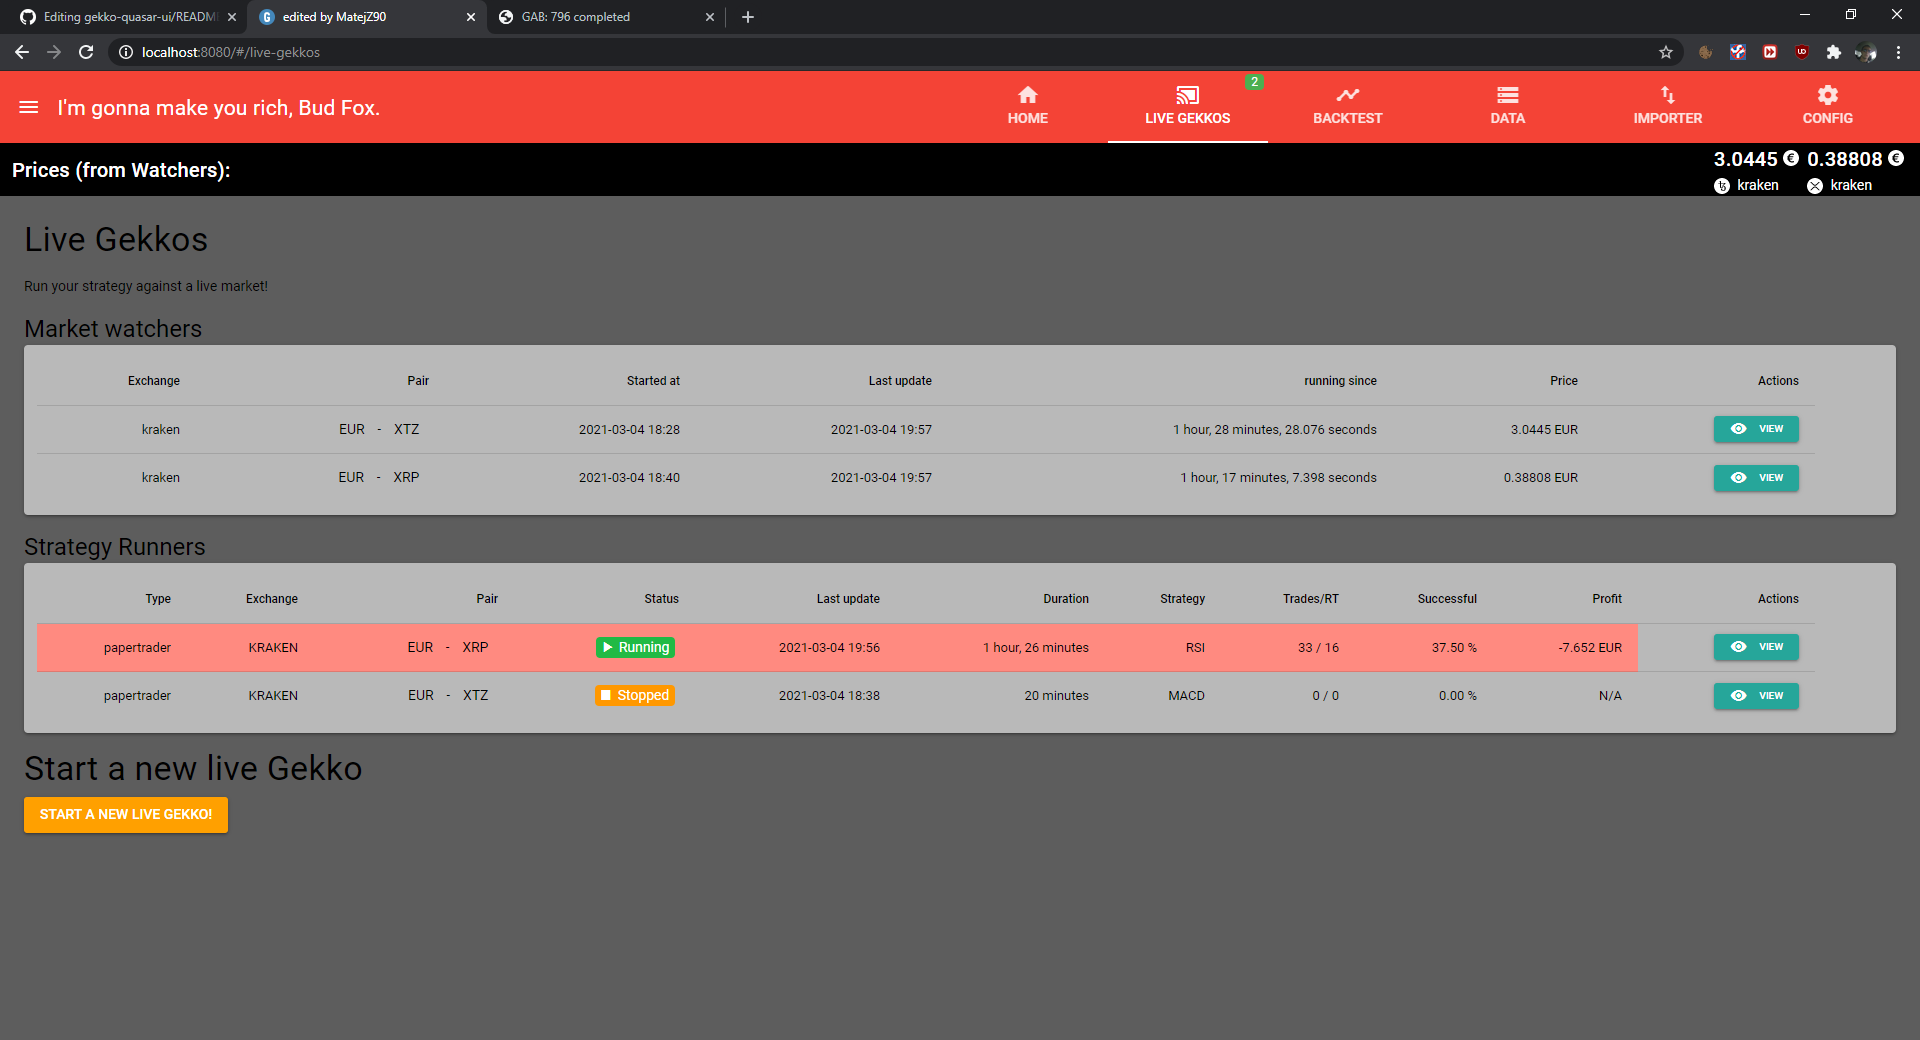 Editing gekko-quasar-ui/README
edited by MatejZ90
GAB: 796 completed
localhost:8080/#/live-gekkos
I'm gonna make you rich, Bud Fox.
HOME
LIVE GEKKOS
2
BACKTEST
DATA
IMPORTER
CONFIG
Prices (from Watchers):
3.0445 € 0.38808 €
kraken kraken
Live Gekkos
Run your strategy against a live market!
Market watchers
Exchange Pair Started at Last update running since Price Actions
kraken EUR - XTZ 2021-03-04 18:28 2021-03-04 19:57 1 hour, 28 minutes, 28.076 seconds 3.0445 EUR VIEW
kraken EUR - XRP 2021-03-04 18:40 2021-03-04 19:57 1 hour, 17 minutes, 7.398 seconds 0.38808 EUR VIEW
Strategy Runners
Type Exchange Pair Status Last update Duration Strategy Trades/RT Successful Profit Actions
papertrader KRAKEN EUR - XRP Running 2021-03-04 19:56 1 hour, 26 minutes RSI 33 / 16 37.50 % -7.652 EUR VIEW
papertrader KRAKEN EUR - XTZ Stopped 2021-03-04 18:38 20 minutes MACD 0 / 0 0.00 % N/A VIEW
Start a new live Gekko
START A NEW LIVE GEKKO!